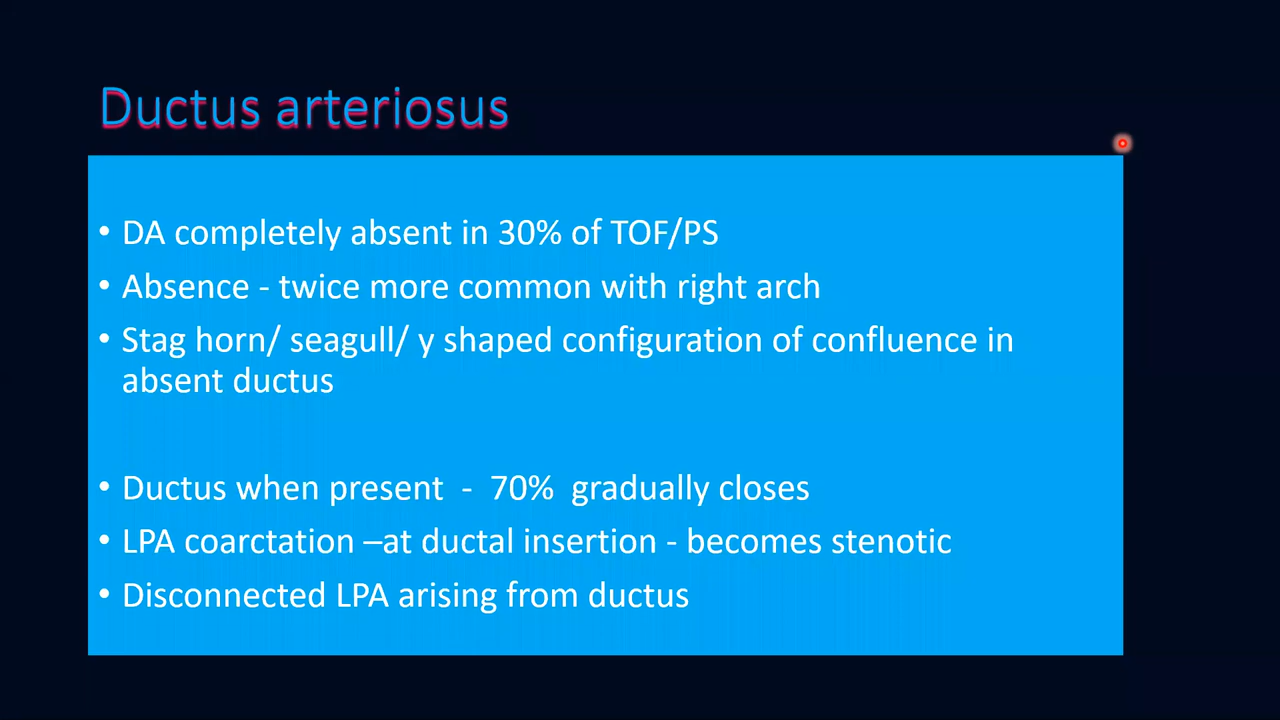 Ductus arteriosus
• DA completely absent in 30% of TOF/PS
• Absence - twice more common with right arch
• Stag horn/ seagull/ y shaped configuration of confluence in
absent ductus
• Ductus when present - 70% gradually closes
• LPA coarctation –at ductal insertion - becomes stenotic
• Disconnected LPA arising from ductus